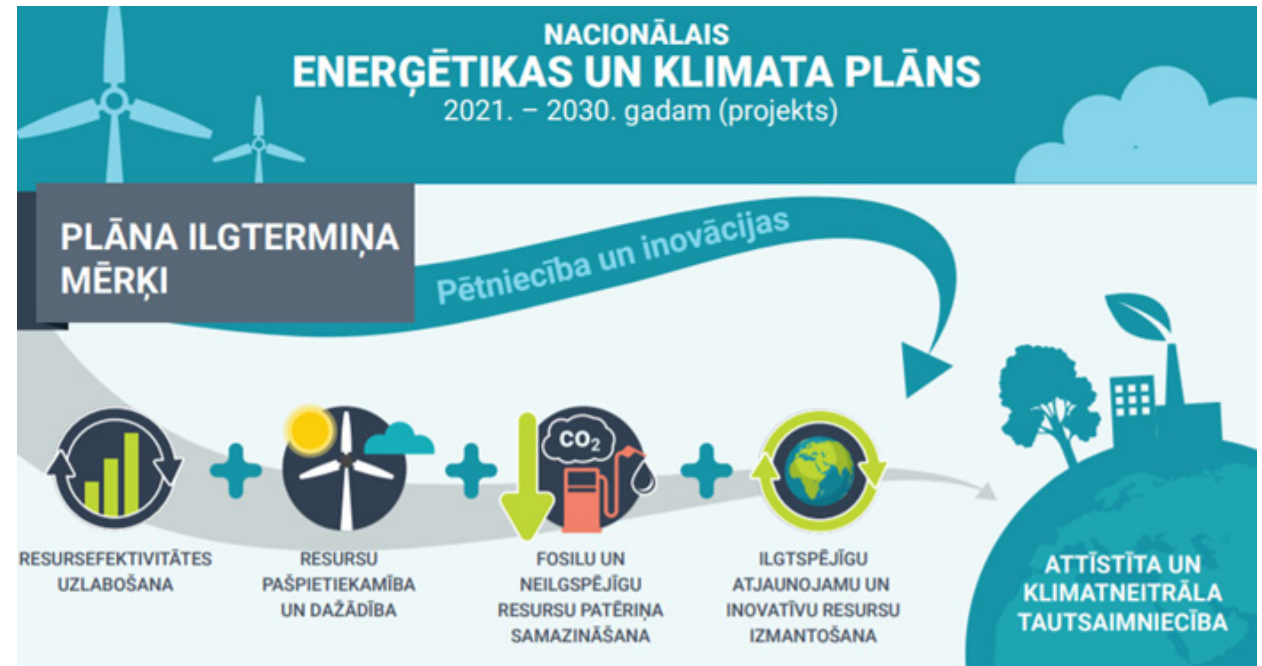 NACIONĀLAIS
ENERĢĒTIKAS UN KLIMATA PLĀNS
2021. – 2030. gadam (projekts)
PLĀNA ILGTERMIŅA
MĒRĶI
Pētniecība un inovācijas
CO₂
RESURSEFEKTIVITĀTES
UZLABOŠANA
RESURSU
PAŠPIETIEKAMĪBA
UN DAŽĀDĪBA
FOSILU UN
NEILGSPĒJĪGU
RESURSU PATĒRIŅA
SAMAZINĀŠANA
ILGTSPĒJĪGU
ATJAUNOJAMU UN
INOVATĪVU RESURSU
IZMANTOŠANA
ATTĪSTĪTA UN
KLIMATNEITRĀLA
TAUTSAIMNIECĪBA